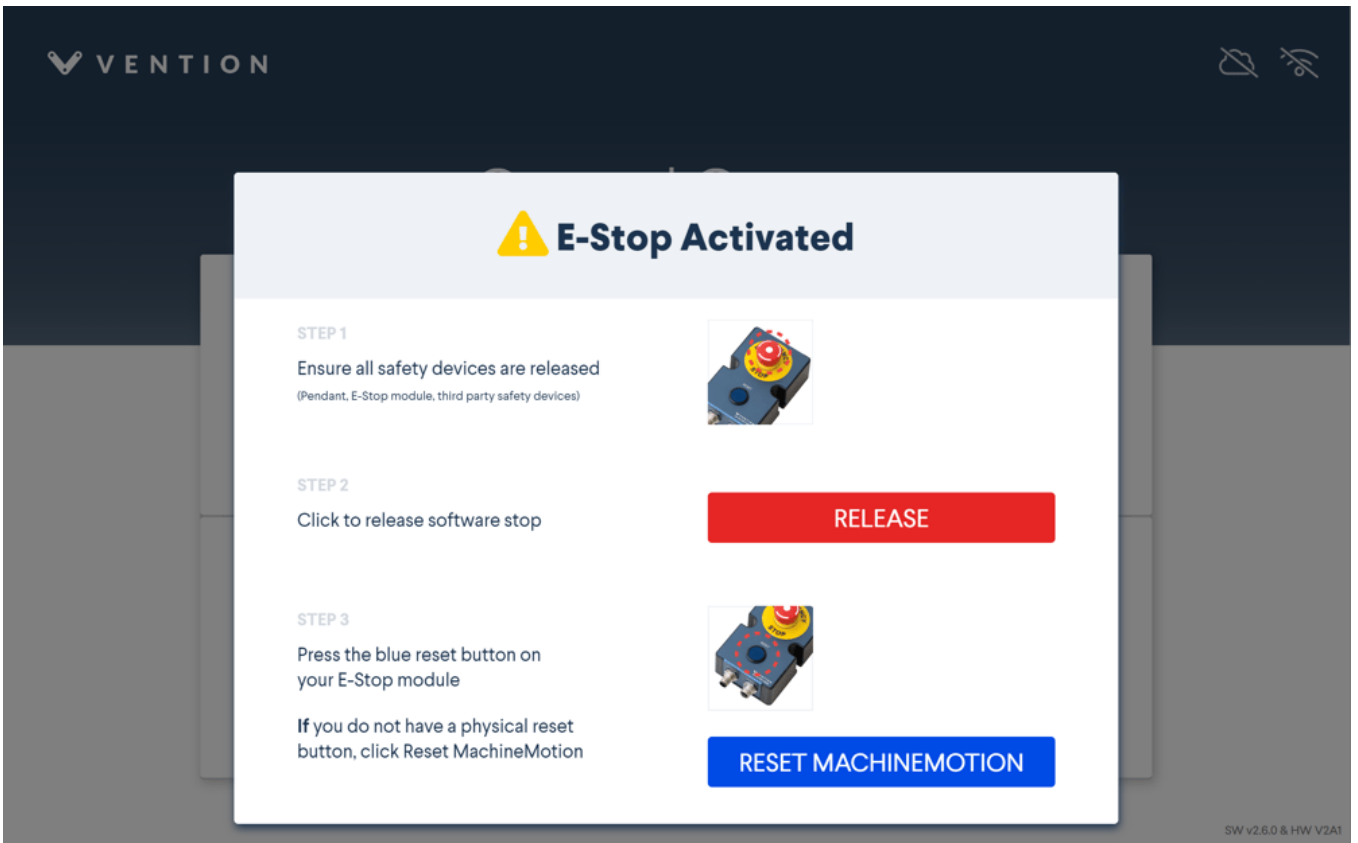 VENTION
E-Stop Activated
STEP 1
Ensure all safety devices are released
(Pendant, E-Stop module, third party safety devices)
STOP
STEP 2
Click to release software stop
RELEASE
STEP 3
Press the blue reset button on
your E-Stop module
STOP
If you do not have a physical reset
button, click Reset MachineMotion
RESET MACHINEMOTION
SW v2.6.0 & HW V2A1